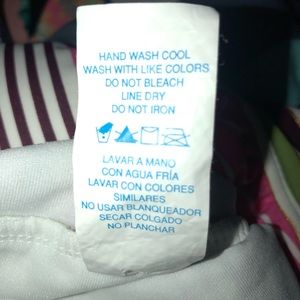 HAND WASH COOL
WASH WITH LIKE COLORS
DO NOT BLEACH
LINE DRY
DO NOT IRON
LAVAR A MANO
CON AGUA FRÍA
LAVAR CON COLORES
SIMILARES
NO USAR BLANQUEADOR
SECAR COLGADO
NO PLANCHAR